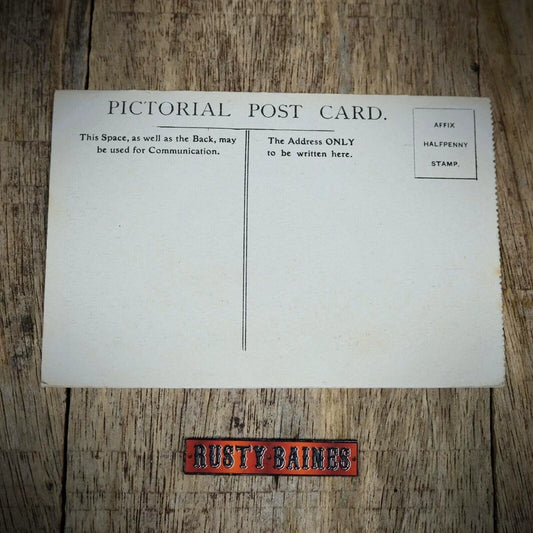 PICTORIAL POST CARD.
This Space, as well as the Back, may
be used for Communication.
The Address ONLY
to be written here.
AFFIX
HALFPENNY
STAMP.
RUSTY·BAINES